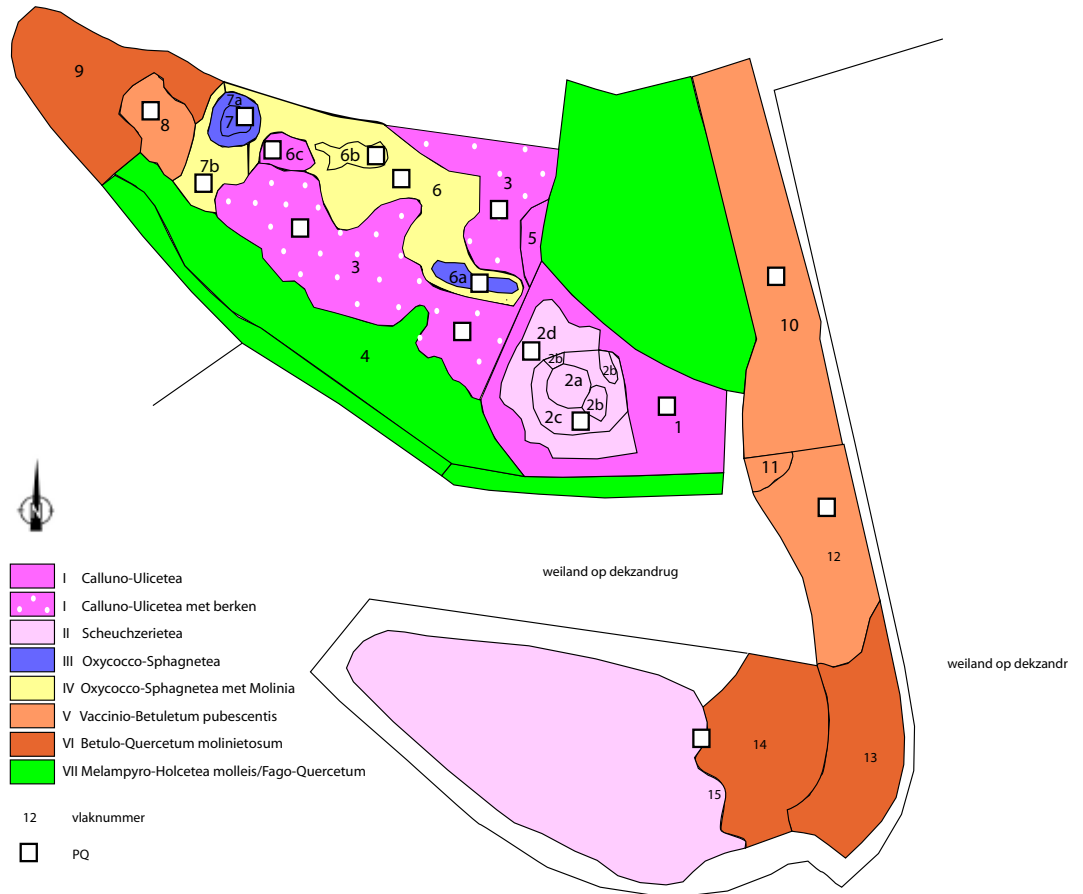 9
7a
8
7
6c
6b
7b
6
3
5
3
6a
10
4
2d
2b
2b
2a
2b
2c
1
11
N
12
weiland op dekzandrug
I Calluno-Ulicetea
I Calluno-Ulicetea met berken
II Scheuchzerietea
III Oxycocco-Sphagnetea
IV Oxycocco-Sphagnetea met Molinia
V Vaccinio-Betuletum pubescentis
VI Betulo-Quercetum molinietosum
VII Melampyro-Holcetea molleis/Fago-Quercetum
12 vlaknummer
PQ
weiland op dekzandr
14
13
15